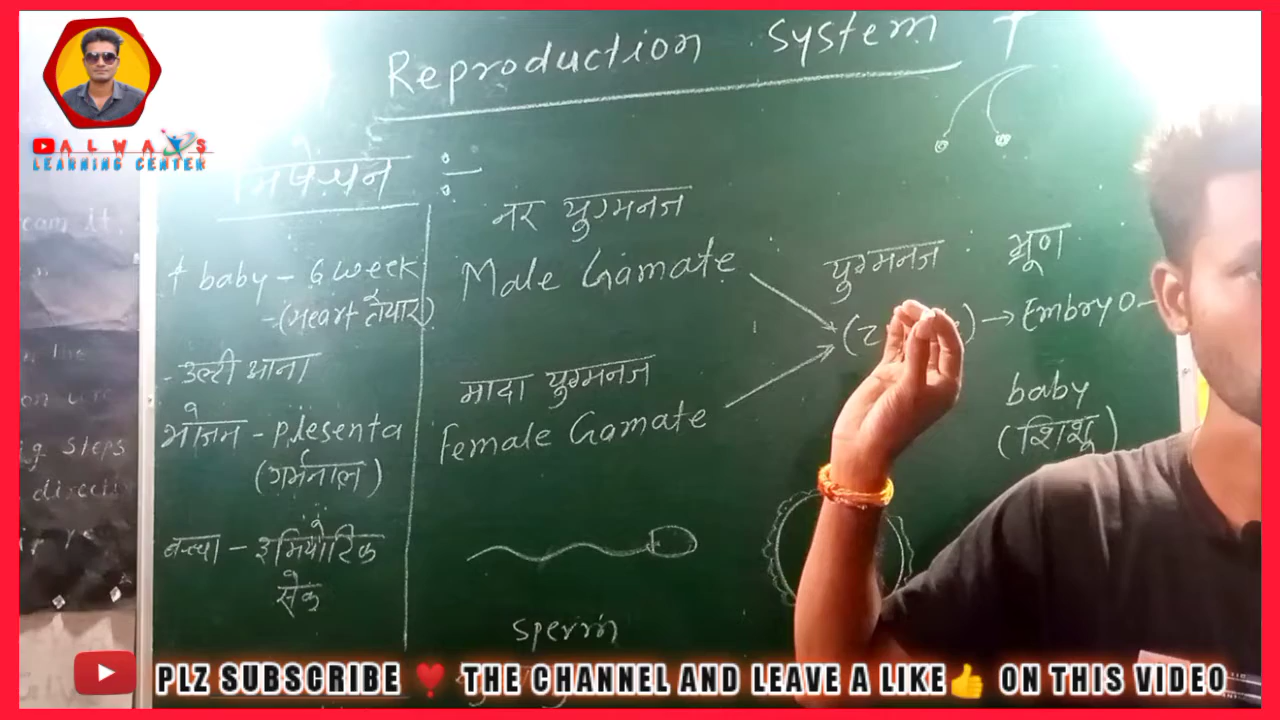 ALWAYS
LEARNING CENTER
Reproduction system
निषेचन ÷
baby - 6 week
-(Heart तैयार)
- उल्टी आना
भोजन - Plesenta
(गर्भनाल)
बच्चा - इमियोटिक
सेक
नर युग्मनज
Male Gamate
मादा युग्मनज
Female Gamate
sperm
युग्मनज
भ्रूण
→ Embryo -
baby
(शिशू)
steps
PLZ SUBSCRIBE ❣️ THE CHANNEL AND LEAVE A LIKE👍 ON THIS VIDEO